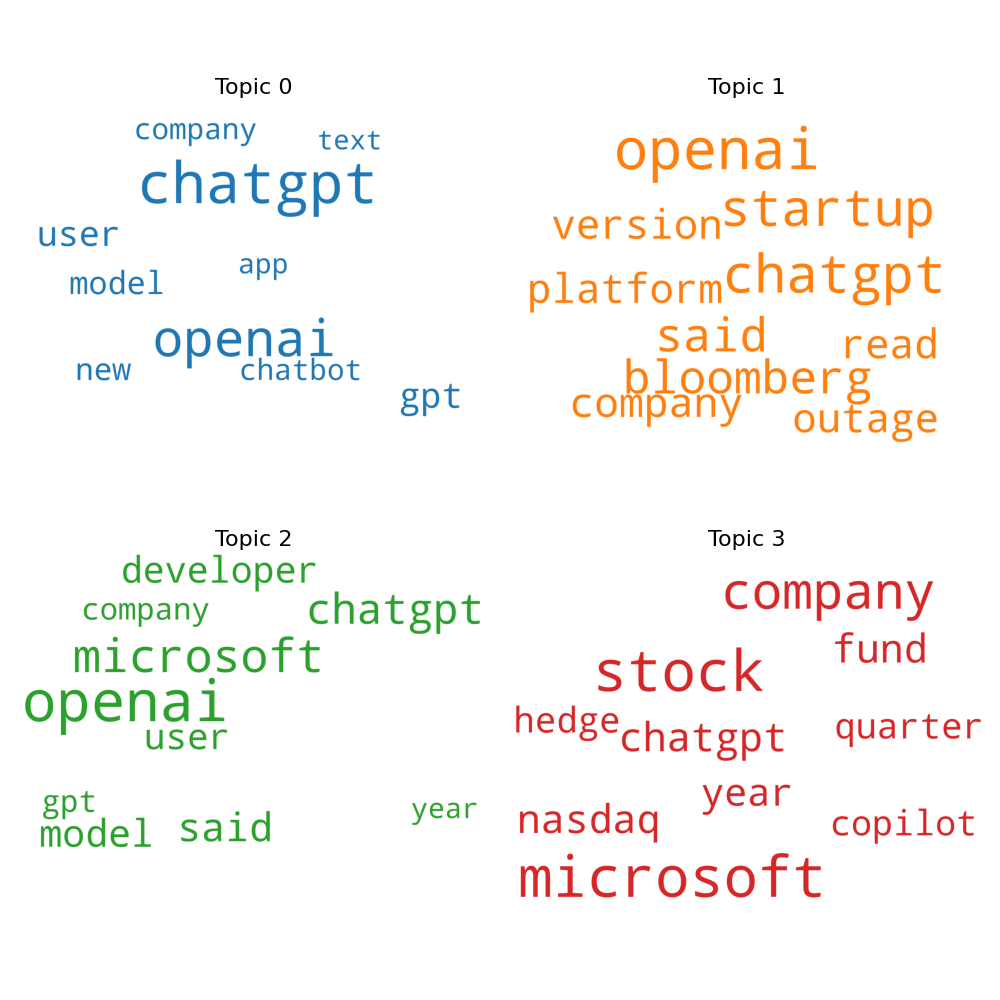 Topic 0
company
text
chatgpt
user
app
model
openai
new
chatbot
gpt
Topic 1
openai
startup
version
chatgpt
platform
said
read
bloomberg
company
outage
Topic 2
developer
company
chatgpt
microsoft
openai
user
gpt
year
model
said
Topic 3
company
fund
stock
hedge
chatgpt
quarter
year
nasdaq
copilot
microsoft